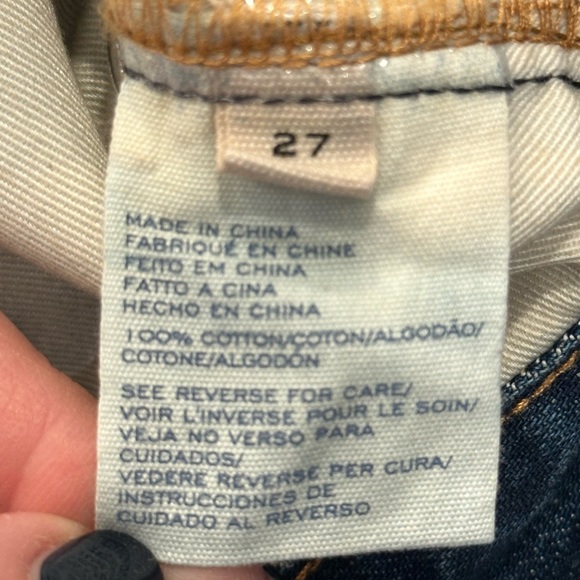 27
MADE IN CHINA
FABRIQUÉ EN CHINE
FEITO EM CHINA
FATTO A CINA
HECHO EN CHINA
100% COTTON/COTON/ALGODÃO/
COTONE/ALGODÓN
SEE REVERSE FOR CARE/
VOIR L'INVERSE POUR LE SOIN/
VEJA NO VERSO PARA
CUIDADOS/
VEDERE REVERSE PER CURA/
INSTRUCCIONES DE
CUIDADO AL REVERSO